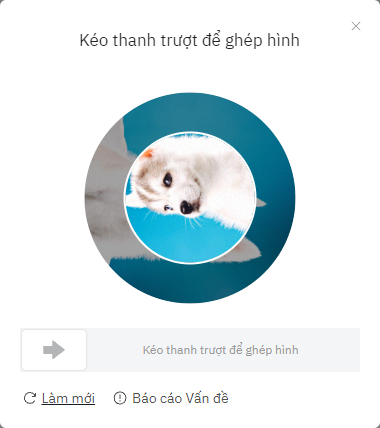 Kéo thanh trượt để ghép hình
Kéo thanh trượt để ghép hình
Làm mới Báo cáo Vấn đề